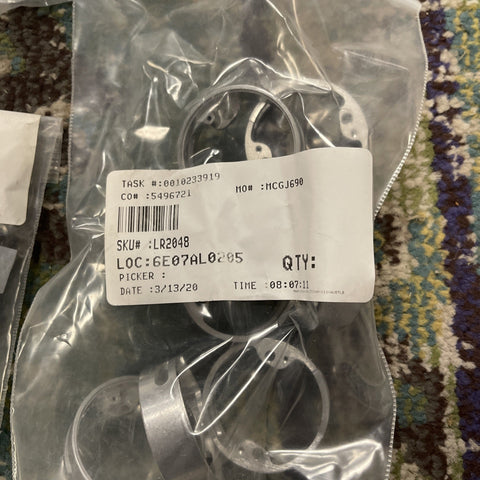 TASK #:0010233919
CO# :5496721 MO# :MCGJ690
SKU# :LR2048
LOC:6E07AL0205 QTY:
PICKER :
DATE :3/13/20 TIME :08:07:11